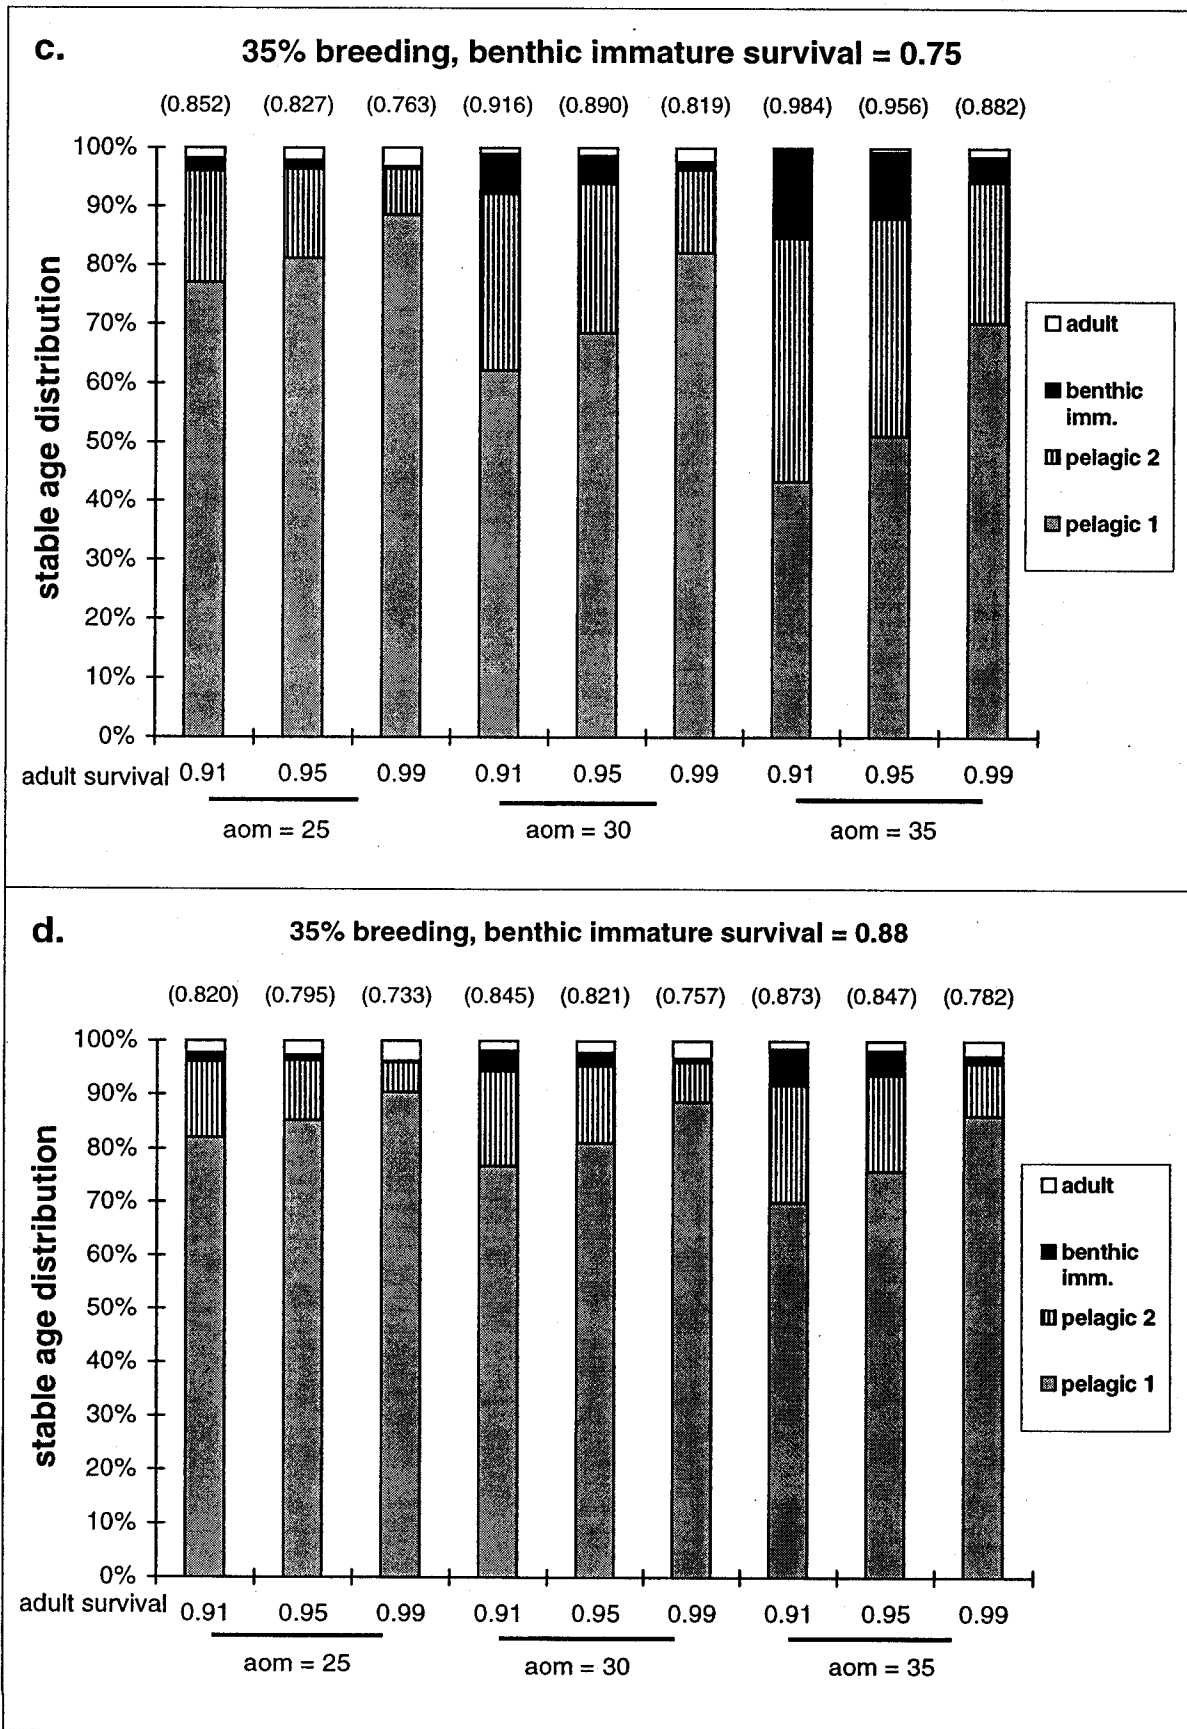 c.
35% breeding, benthic immature survival = 0.75
(0.852) (0.827) (0.763) (0.916) (0.890) (0.819) (0.984) (0.956) (0.882)
100%
90%
80%
70%
60%
50%
40%
30%
20%
10%
0%
stable age distribution
adult
benthic
imm.
pelagic 2
pelagic 1
adult survival 0.91 0.95 0.99 0.91 0.95 0.99 0.91 0.95 0.99
aom = 25 aom = 30 aom = 35
d.
35% breeding, benthic immature survival = 0.88
(0.820) (0.795) (0.733) (0.845) (0.821) (0.757) (0.873) (0.847) (0.782)
100%
90%
80%
70%
60%
50%
40%
30%
20%
10%
0%
stable age distribution
adult
benthic
imm.
pelagic 2
pelagic 1
adult survival 0.91 0.95 0.99 0.91 0.95 0.99 0.91 0.95 0.99
aom = 25 aom = 30 aom = 35